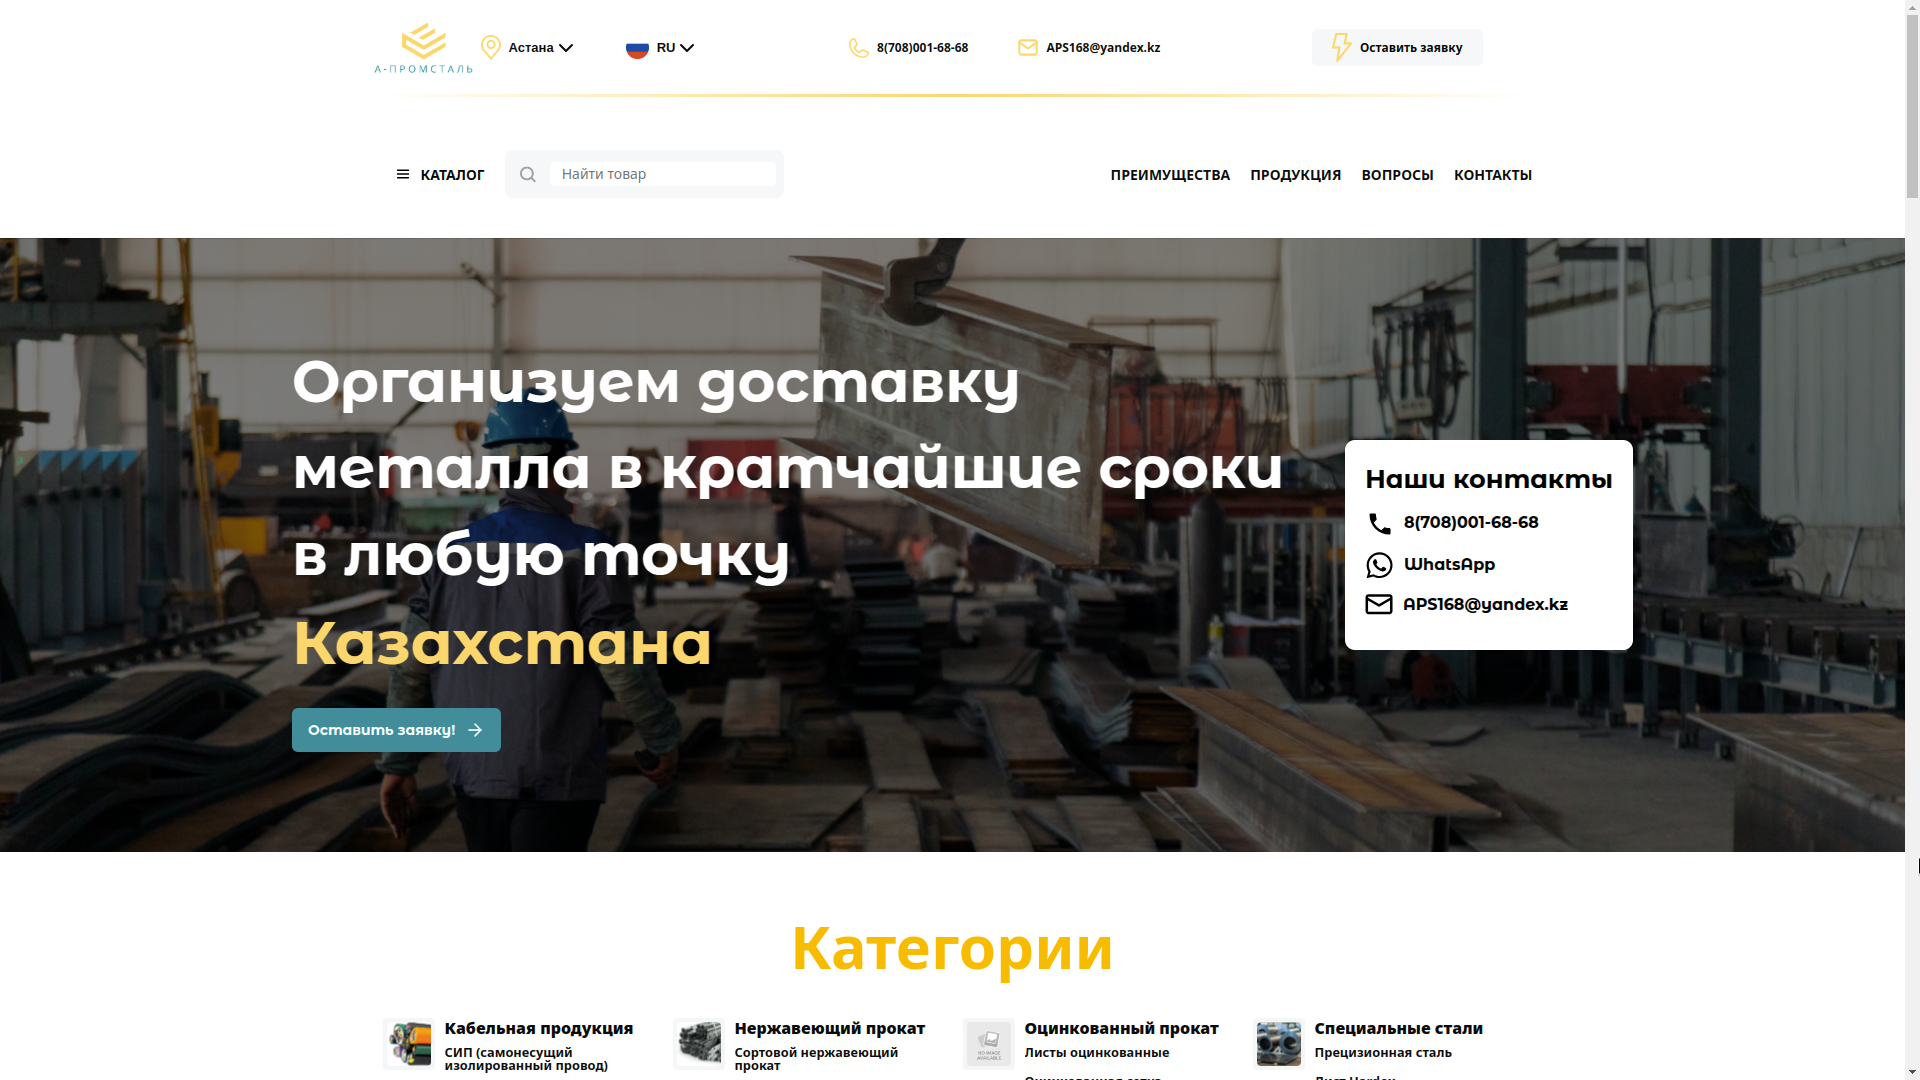 А-ПРОМСТАЛЬ
Астана
RU
8(708)001-68-68
APS168@yandex.kz
Оставить заявку
КАТАЛОГ
Найти товар
ПРЕИМУЩЕСТВА
ПРОДУКЦИЯ
ВОПРОСЫ
КОНТАКТЫ
Организуем доставку
металла в кратчайшие сроки
в любую точку
Казахстана
Оставить заявку!
Наши контакты
8(708)001-68-68
WhatsApp
APS168@yandex.kz
Категории
Кабельная продукция
СИП (самонесущий
изолированный провод)
Нержавеющий прокат
Сортовой нержавеющий
прокат
NO IMAGE
AVAILABLE
Оцинкованный прокат
Листы оцинкованные
Специальные стали
Прецизионная сталь